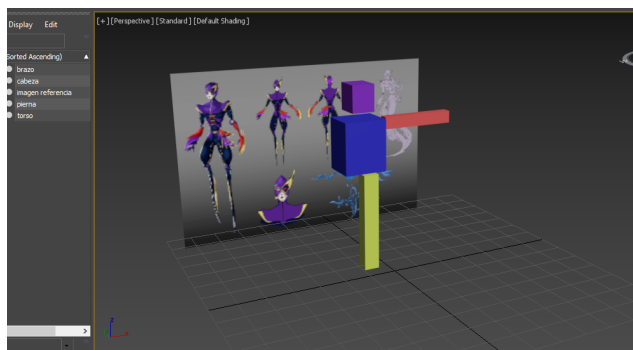 Display Edit
[+] [Perspective] [Standard] [Default Shading]
Sorted Ascending)
brazo
cabeza
imagen referencia
pierna
torso
z
x